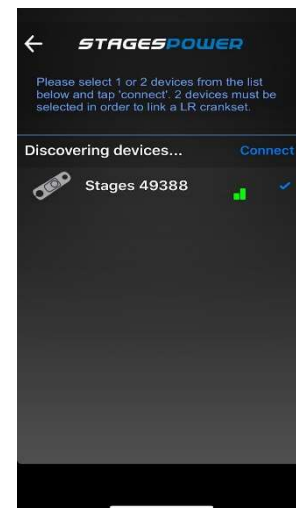 STAGESPOWER
Please select 1 or 2 devices from the list
below and tap 'connect'. 2 devices must be
selected in order to link a LR crankset.
Discovering devices... Connect
Stages 49388